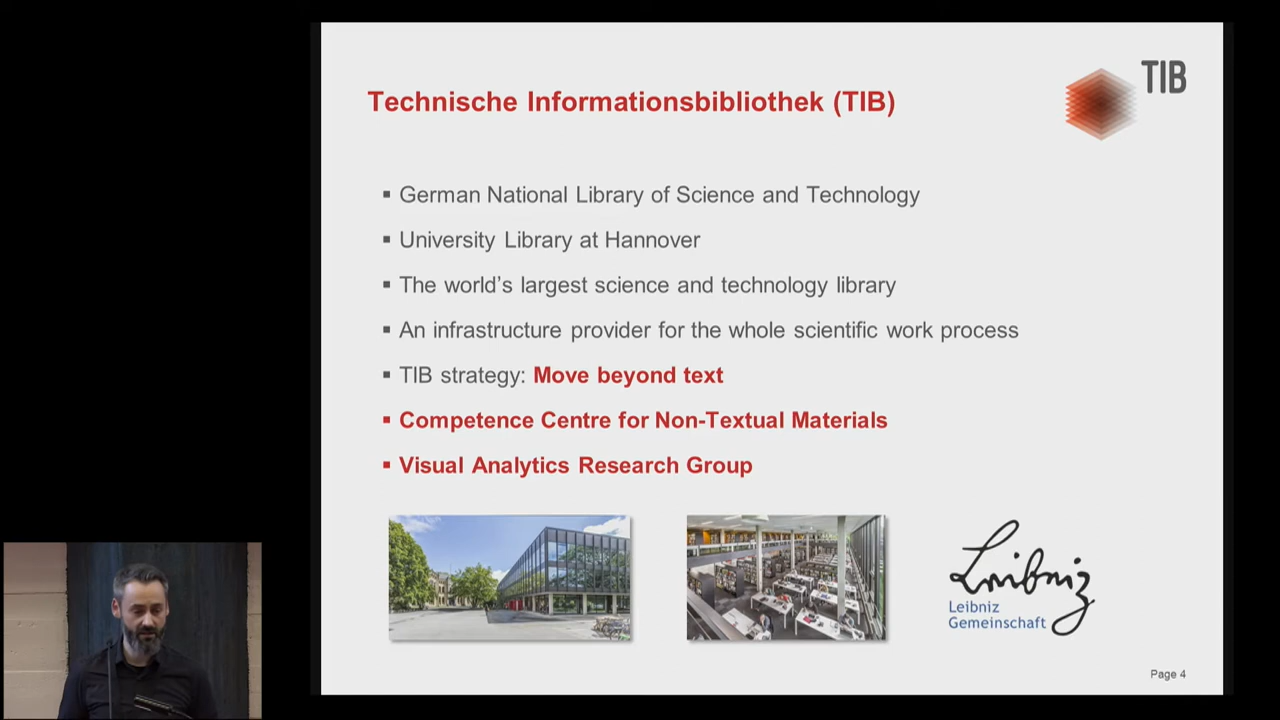 TIB
Technische Informationsbibliothek (TIB)
▪ German National Library of Science and Technology
▪ University Library at Hannover
▪ The world’s largest science and technology library
▪ An infrastructure provider for the whole scientific work process
▪ TIB strategy: Move beyond text
▪ Competence Centre for Non-Textual Materials
▪ Visual Analytics Research Group
Leibniz
Leibniz
Gemeinschaft
Page 4